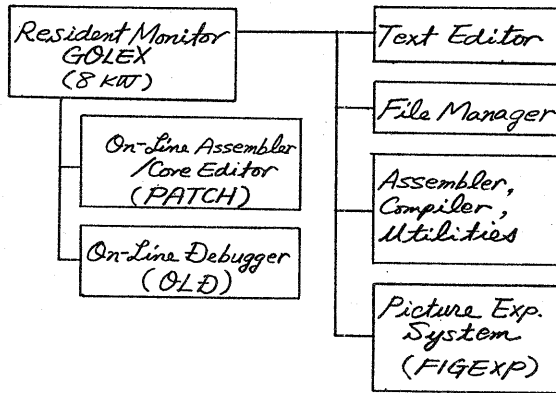 Resident Monitor
GOLEX
(8 KW)
On-Line Assembler
/Core Editor
(PATCH)
On-Line Debugger
(OLD)
Text Editor
File Manager
Assembler,
Compiler,
Utilities
Picture Exp.
System
(FIGEXP)